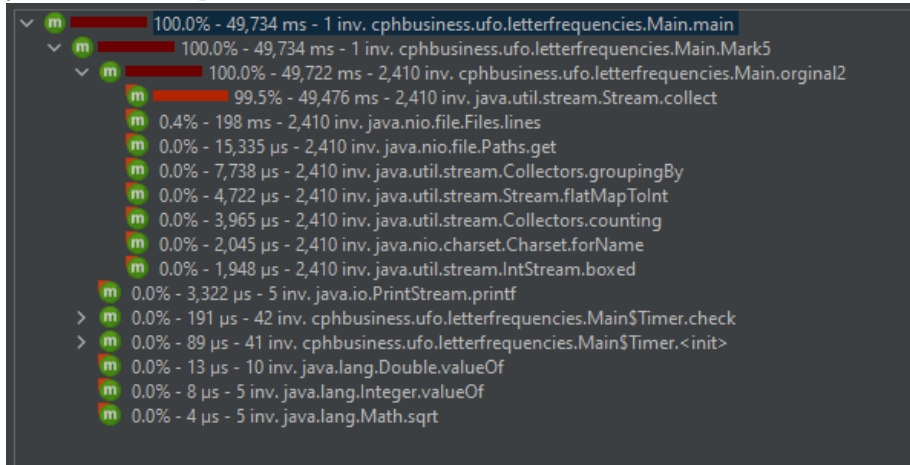 m 100.0% - 49,734 ms - 1 inv. cphbusiness.ufo.letterfrequencies.Main.main
m 100.0% - 49,734 ms - 1 inv. cphbusiness.ufo.letterfrequencies.Main.Mark5
m 100.0% - 49,722 ms - 2,410 inv. cphbusiness.ufo.letterfrequencies.Main.orginal2
m 99.5% - 49,476 ms - 2,410 inv. java.util.stream.Stream.collect
m 0.4% - 198 ms - 2,410 inv. java.nio.file.Files.lines
m 0.0% - 15,335 μs - 2,410 inv. java.nio.file.Paths.get
m 0.0% - 7,738 μs - 2,410 inv. java.util.stream.Collectors.groupingBy
m 0.0% - 4,722 μs - 2,410 inv. java.util.stream.Stream.flatMapToInt
m 0.0% - 3,965 μs - 2,410 inv. java.util.stream.Collectors.counting
m 0.0% - 2,045 μs - 2,410 inv. java.nio.charset.Charset.forName
m 0.0% - 1,948 μs - 2,410 inv. java.util.stream.IntStream.boxed
m 0.0% - 3,322 μs - 5 inv. java.io.PrintStream.printf
m 0.0% - 191 μs - 42 inv. cphbusiness.ufo.letterfrequencies.Main$Timer.check
m 0.0% - 89 μs - 41 inv. cphbusiness.ufo.letterfrequencies.Main$Timer.<init>
m 0.0% - 13 μs - 10 inv. java.lang.Double.valueOf
m 0.0% - 8 μs - 5 inv. java.lang.Integer.valueOf
m 0.0% - 4 μs - 5 inv. java.lang.Math.sqrt